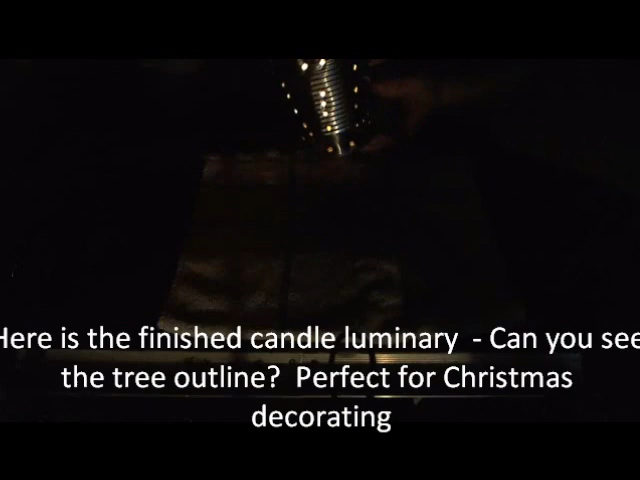 Here is the finished candle luminary - Can you see
the tree outline? Perfect for Christmas
decorating